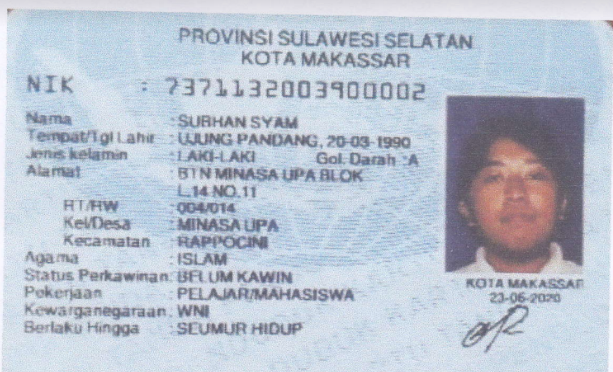 PROVINSI SULAWESI SELATAN
KOTA MAKASSAR
NIK : 7371132003900002
Nama : SUBHAN SYAM
Tempat/Tgl Lahir : UJUNG PANDANG, 20-03-1990
Jenis kelamin : LAKI-LAKI Gol. Darah :A
Alamat : BTN MINASA UPA BLOK
L.14 NO.11
RT/RW : 004/014
Kel/Desa : MINASA UPA
Kecamatan : RAPPOCINI
Agama : ISLAM
Status Perkawinan: BELUM KAWIN
Pekerjaan : PELAJAR/MAHASISWA
Kewarganegaraan: WNI
Berlaku Hingga : SEUMUR HIDUP
KOTA MAKASSAR
23-06-2020